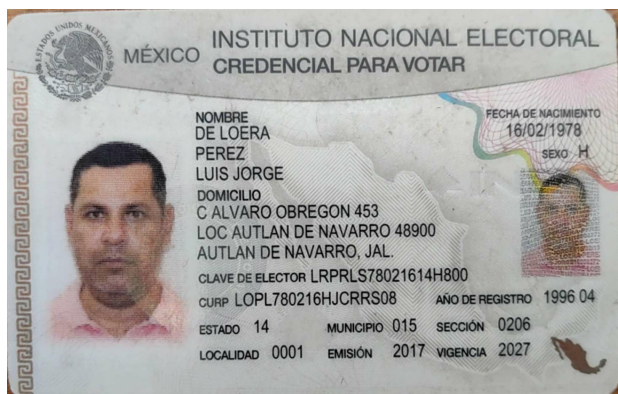 ESTADOS UNIDOS MEXICANOS
MÉXICO INSTITUTO NACIONAL ELECTORAL
CREDENCIAL PARA VOTAR
NOMBRE
DE LOERA
PEREZ
LUIS JORGE
FECHA DE NACIMIENTO
16/02/1978
SEXO H
DOMICILIO
C ALVARO OBREGON 453
LOC AUTLAN DE NAVARRO 48900
AUTLAN DE NAVARRO, JAL.
CLAVE DE ELECTOR LRPRLS78021614H800
CURP LOPL780216HJCRRS08 AÑO DE REGISTRO 1996 04
ESTADO 14 MUNICIPIO 015 SECCIÓN 0206
LOCALIDAD 0001 EMISIÓN 2017 VIGENCIA 2027